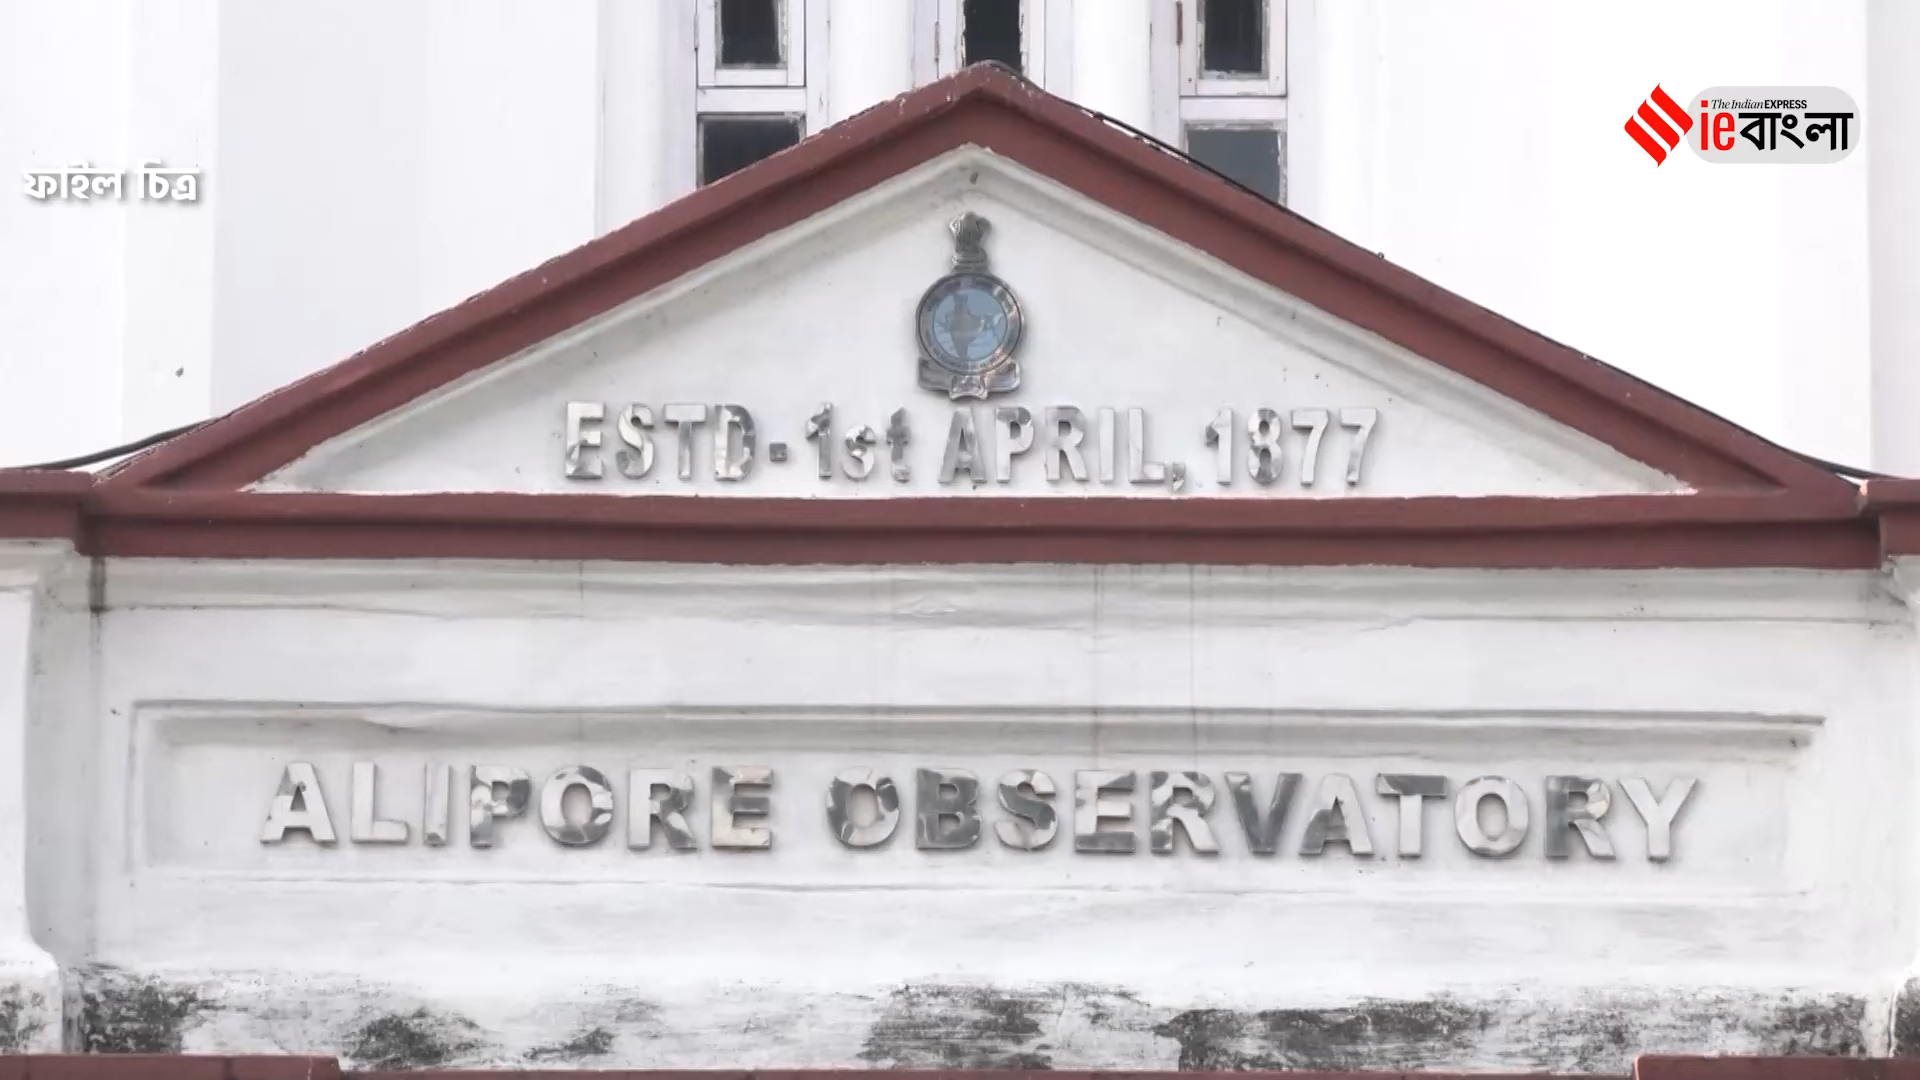 The Indian EXPRESS
ieবাংলা
ফাইল চিত্র
ESTD-1st APRIL, 1877
ALIPORE OBSERVATORY